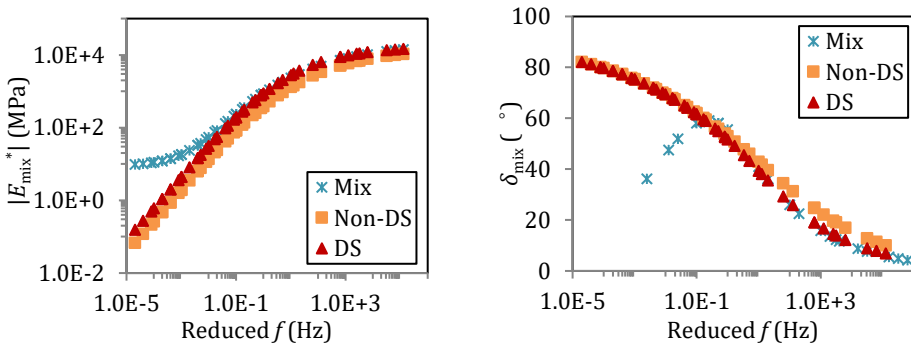 |E_mix*| (MPa)
1.0E+4
1.0E+2
1.0E+0
1.0E-2
1.0E-5
1.0E-1
1.0E+3
Reduced f (Hz)
Mix
Non-DS
DS
δ_mix ( ° )
100
80
60
40
20
0
1.0E-5
1.0E-1
1.0E+3
Reduced f (Hz)
Mix
Non-DS
DS